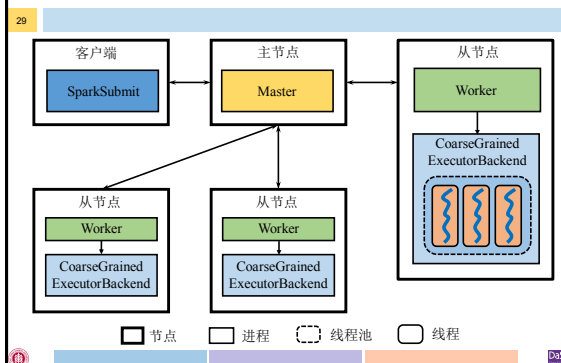 29
客户端
SparkSubmit
主节点
Master
从节点
Worker
CoarseGrained
ExecutorBackend
从节点
Worker
CoarseGrained
ExecutorBackend
从节点
Worker
CoarseGrained
ExecutorBackend
节点
进程
线程池
线程